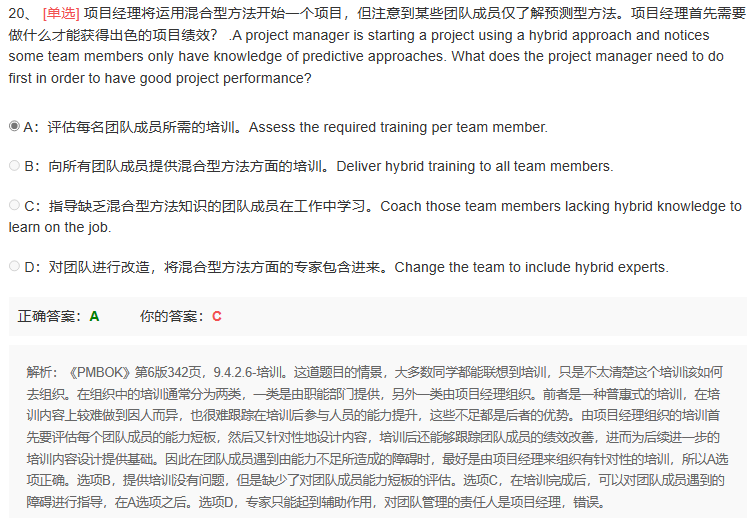 20、 [单选] 项目经理将运用混合型方法开始一个项目，但注意到某些团队成员仅了解预测型方法。项目经理首先需要
做什么才能获得出色的项目绩效？ .A project manager is starting a project using a hybrid approach and notices
some team members only have knowledge of predictive approaches. What does the project manager need to do
first in order to have good project performance?
A：评估每名团队成员所需的培训。Assess the required training per team member.
B：向所有团队成员提供混合型方法方面的培训。Deliver hybrid training to all team members.
C：指导缺乏混合型方法知识的团队成员在工作中学习。Coach those team members lacking hybrid knowledge to
learn on the job.
D：对团队进行改造，将混合型方法方面的专家包含进来。Change the team to include hybrid experts.
正确答案：A 你的答案：C
解析：《PMBOK》第6版342页，9.4.2.6-培训。这道题目的情景，大多数同学都能联想到培训，只是不太清楚这个培训该如何
去组织。在组织中的培训通常分为两类，一类是由职能部门提供，另外一类由项目经理组织。前者是一种普惠式的培训，在培
训内容上较难做到因人而异，也很难跟踪在培训后参与人员的能力提升，这些不足都是后者的优势。由项目经理组织的培训首
先要评估每个团队成员的能力短板，然后又针对性地设计内容，培训后还能够跟踪团队成员的绩效改善，进而为后续进一步的
培训内容设计提供基础。因此在团队成员遇到由能力不足所造成的障碍时，最好是由项目经理来组织有针对性的培训，所以A选
项正确。选项B，提供培训没有问题，但是缺少了对团队成员能力短板的评估。选项C，在培训完成后，可以对团队成员遇到的
障碍进行指导，在A选项之后。选项D，专家只能起到辅助作用，对团队管理的责任人是项目经理，错误。